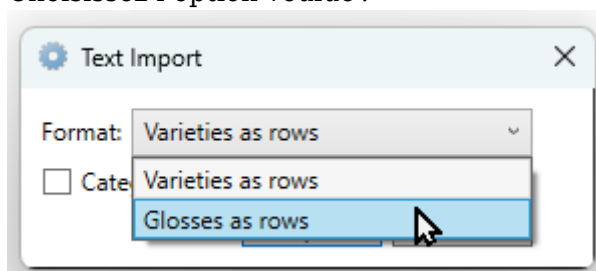 Text Import
Format: Varieties as rows
Varieties as rows
Glosses as rows